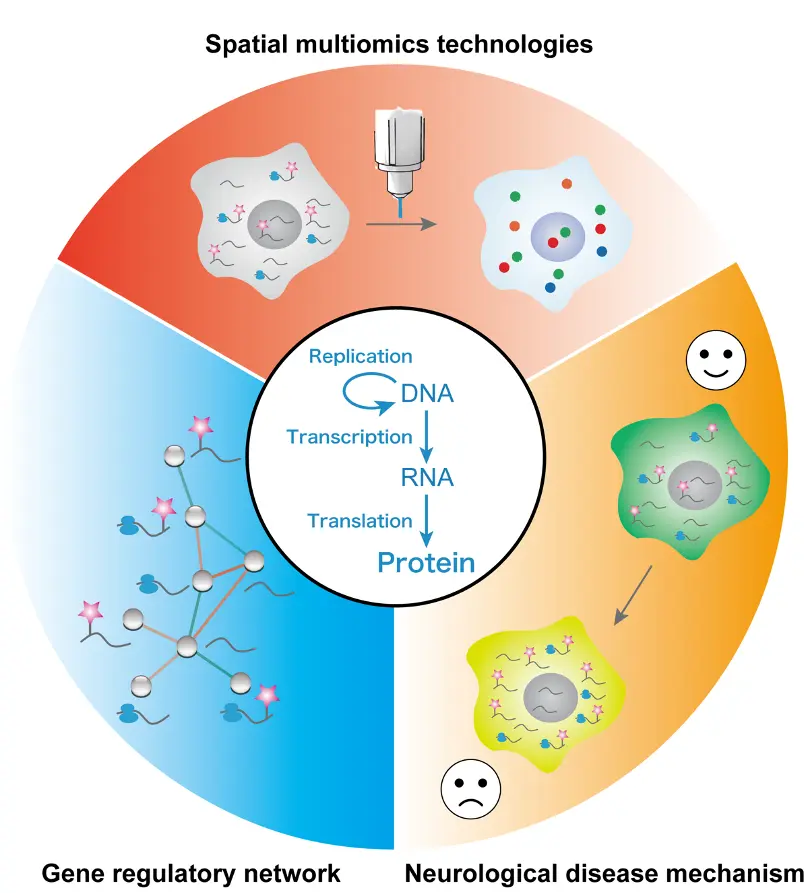 Spatial multiomics technologies
Replication
DNA
Transcription
RNA
Translation
Protein
Gene regulatory network
Neurological disease mechanism